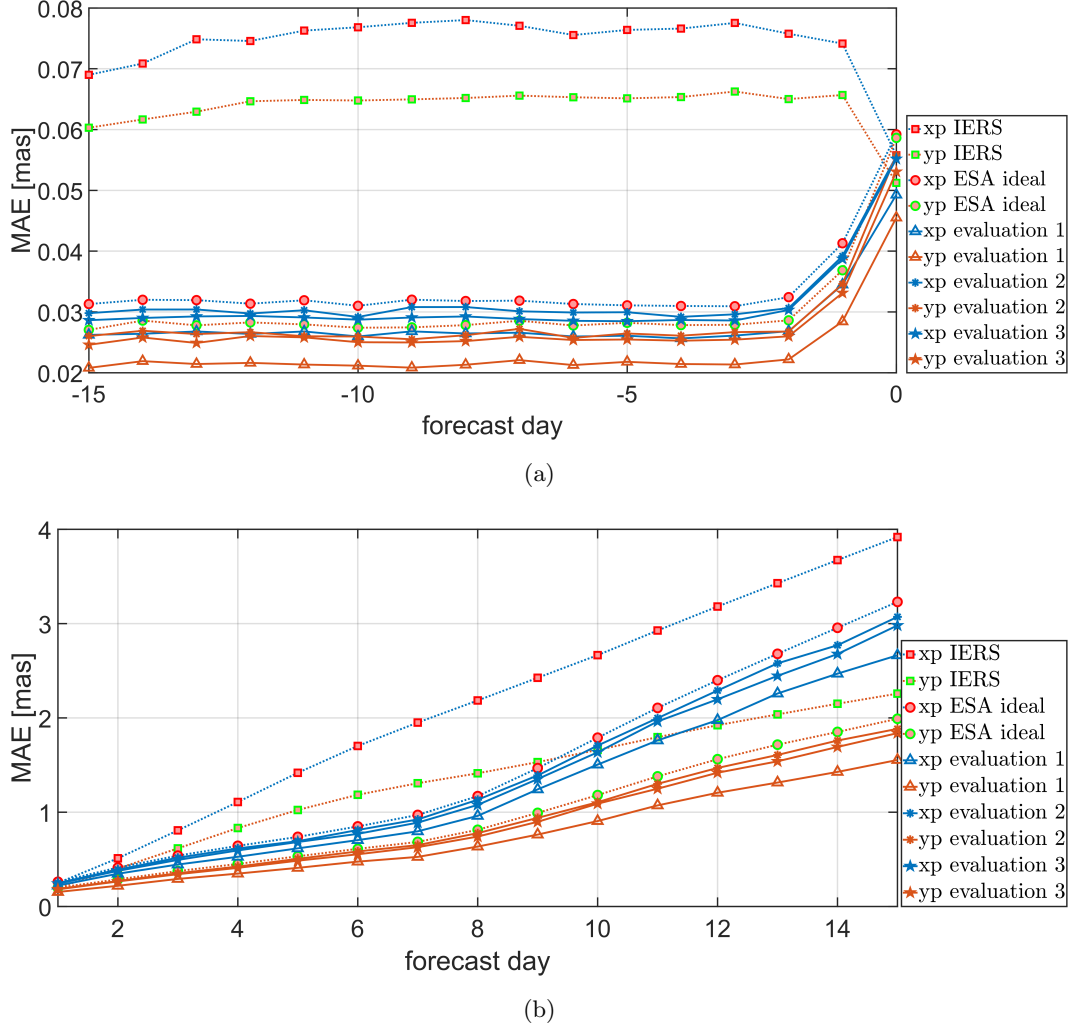 0.08
0.07
0.06
0.05
0.04
0.03
0.02
MAE [mas]
-15
-10
-5
0
forecast day
xp IERS
yp IERS
xp ESA ideal
yp ESA ideal
xp evaluation 1
yp evaluation 1
xp evaluation 2
yp evaluation 2
xp evaluation 3
yp evaluation 3
(a)
4
3
2
1
0
MAE [mas]
2
4
6
8
10
12
14
forecast day
xp IERS
yp IERS
xp ESA ideal
yp ESA ideal
xp evaluation 1
yp evaluation 1
xp evaluation 2
yp evaluation 2
xp evaluation 3
yp evaluation 3
(b)